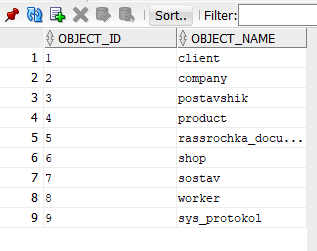 Sort.. Filter:
OBJECT_ID OBJECT_NAME
1 1 client
2 2 company
3 3 postavshik
4 4 product
5 5 rassrochka_docu...
6 6 shop
7 7 sostav
8 8 worker
9 9 sys_protokol